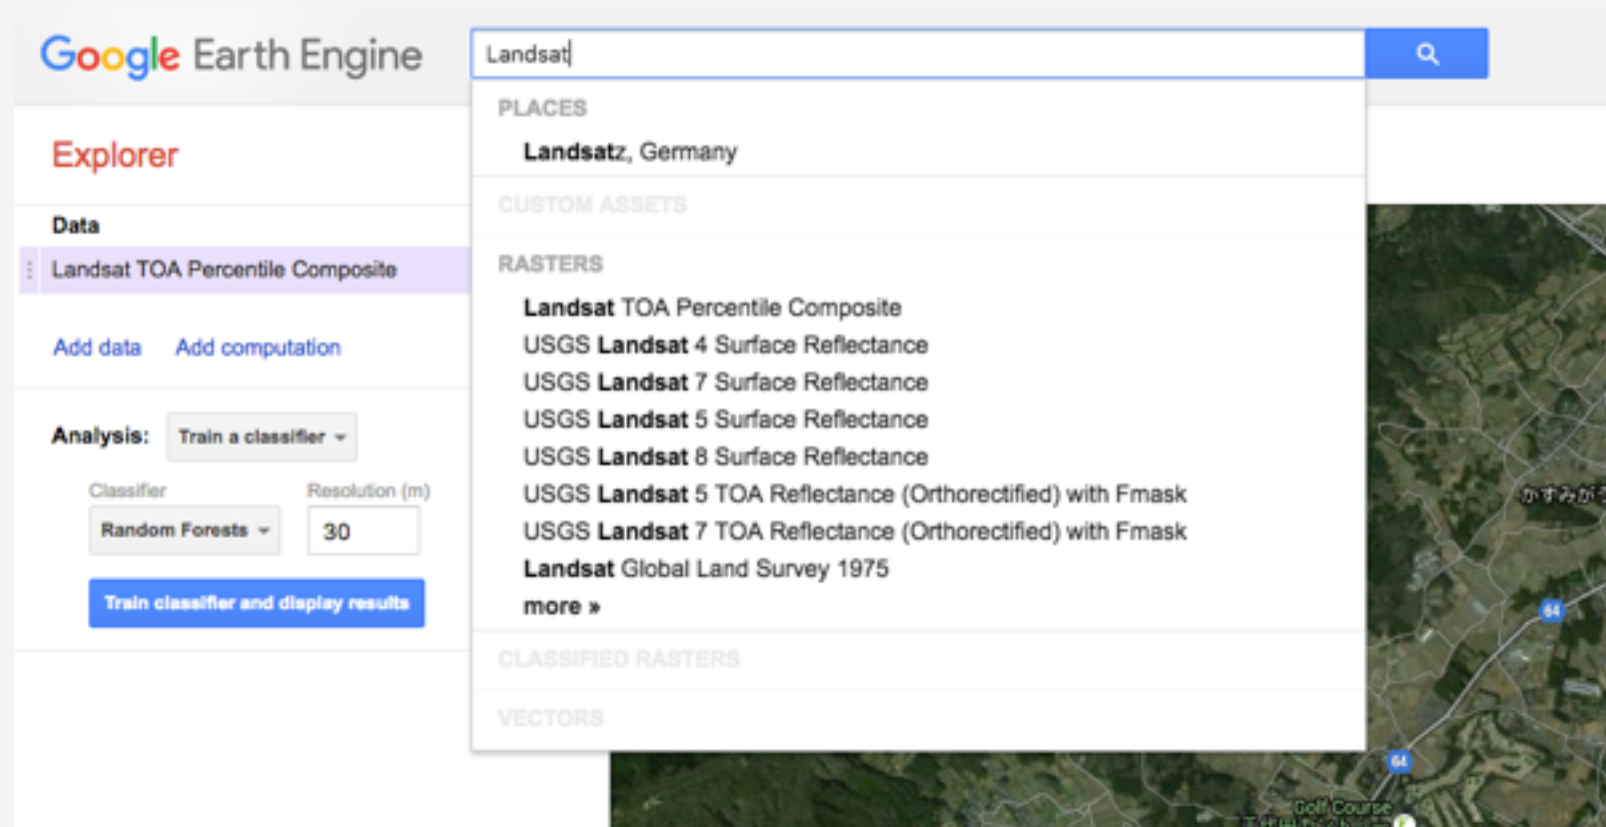 Google Earth Engine
Landsat
PLACES
Landsatz, Germany
CUSTOM ASSETS
RASTERS
Landsat TOA Percentile Composite
USGS Landsat 4 Surface Reflectance
USGS Landsat 7 Surface Reflectance
USGS Landsat 5 Surface Reflectance
USGS Landsat 8 Surface Reflectance
USGS Landsat 5 TOA Reflectance (Orthorectified) with Fmask
USGS Landsat 7 TOA Reflectance (Orthorectified) with Fmask
Landsat Global Land Survey 1975
more »
CLASSIFIED RASTERS
VECTORS
Explorer
Data
Landsat TOA Percentile Composite
Add data Add computation
Analysis: Train a classifier
Classifier Resolution (m)
Random Forests 30
Train classifier and display results
かすみが
64
64
Golf Course